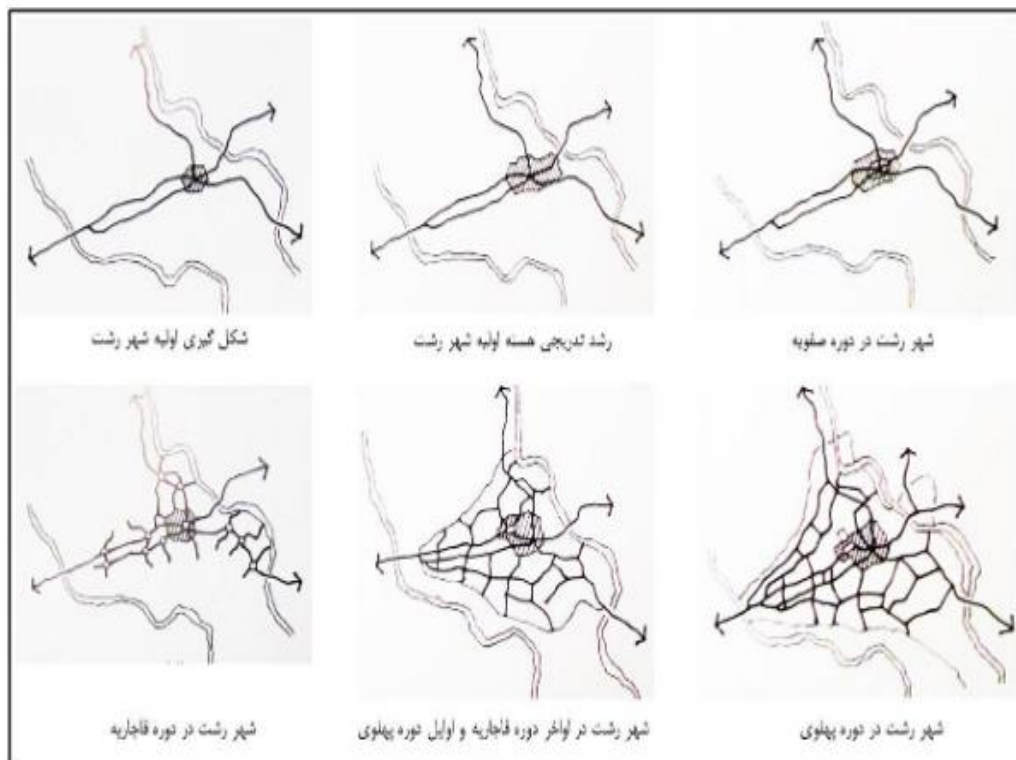 شکل گیری اولیه شهر رشت
رشد تدریجی هسته اولیه شهر رشت
شهر رشت در دوره صفویه
شهر رشت در دوره قاجاریه
شهر رشت در اواخر دوره قاجاریه و اوایل دوره پهلوی
شهر رشت در دوره پهلوی